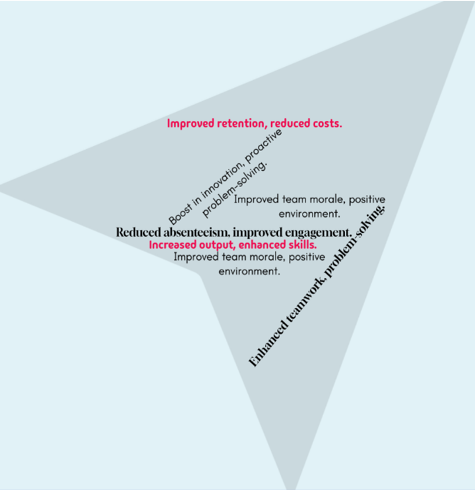 Improved retention, reduced costs.
Boost in innovation, proactive
problem-solving.
Improved team morale, positive
environment.
Reduced absenteeism, improved engagement.
Increased output, enhanced skills.
Improved team morale, positive
environment.
Enhanced teamwork, problem-solving.